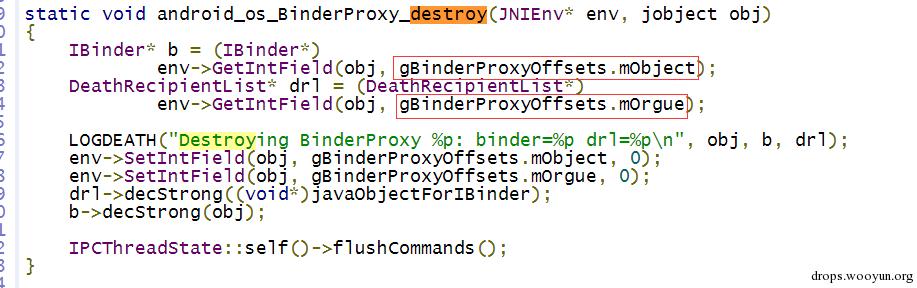 static void android_os_BinderProxy_destroy(JNIEnv* env, jobject obj)
{
IBinder* b = (IBinder*)
env->GetIntField(obj, gBinderProxyOffsets.mObject);
DeathRecipientList* drl = (DeathRecipientList*)
env->GetIntField(obj, gBinderProxyOffsets.mOrgue);
LOGDEATH("Destroying BinderProxy %p: binder=%p drl=%p\n", obj, b, drl);
env->SetIntField(obj, gBinderProxyOffsets.mObject, 0);
env->SetIntField(obj, gBinderProxyOffsets.mOrgue, 0);
drl->decStrong((void*)javaObjectForIBinder);
b->decStrong(obj);
IPCThreadState::self()->flushCommands();
}
drops.wooyun.org